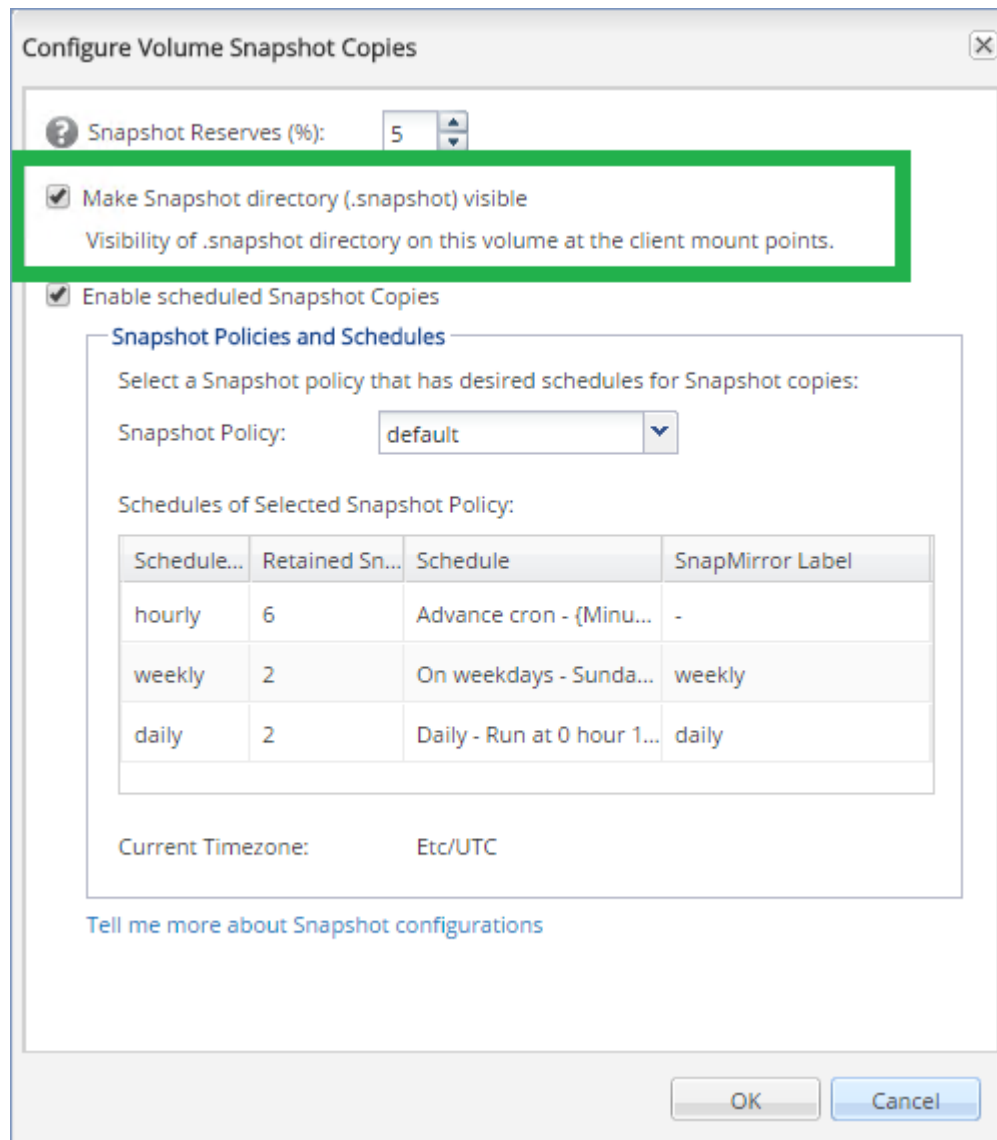 Configure Volume Snapshot Copies
Snapshot Reserves (%): 5
Make Snapshot directory (.snapshot) visible
Visibility of .snapshot directory on this volume at the client mount points.
Enable scheduled Snapshot Copies
Snapshot Policies and Schedules
Select a Snapshot policy that has desired schedules for Snapshot copies:
Snapshot Policy: default
Schedules of Selected Snapshot Policy:
Schedule... Retained Sn... Schedule SnapMirror Label
hourly 6 Advance cron - {Minu... -
weekly 2 On weekdays - Sunda... weekly
daily 2 Daily - Run at 0 hour 1... daily
Current Timezone: Etc/UTC
Tell me more about Snapshot configurations
OK Cancel